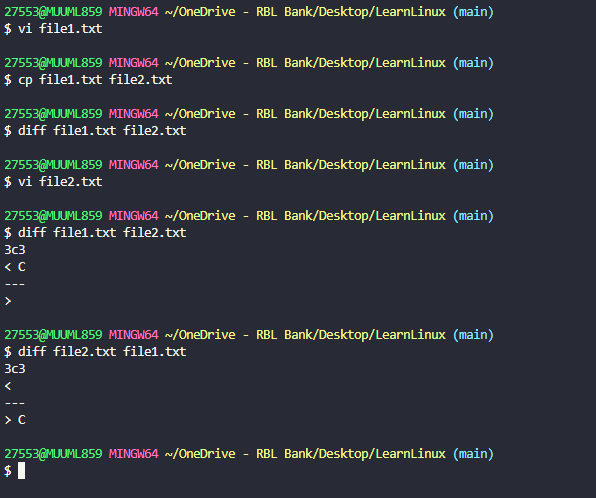 27553@MUUML859 MINGW64 ~/OneDrive - RBL Bank/Desktop/LearnLinux (main)
$ vi file1.txt
27553@MUUML859 MINGW64 ~/OneDrive - RBL Bank/Desktop/LearnLinux (main)
$ cp file1.txt file2.txt
27553@MUUML859 MINGW64 ~/OneDrive - RBL Bank/Desktop/LearnLinux (main)
$ diff file1.txt file2.txt
27553@MUUML859 MINGW64 ~/OneDrive - RBL Bank/Desktop/LearnLinux (main)
$ vi file2.txt
27553@MUUML859 MINGW64 ~/OneDrive - RBL Bank/Desktop/LearnLinux (main)
$ diff file1.txt file2.txt
3c3
< C
---
>
27553@MUUML859 MINGW64 ~/OneDrive - RBL Bank/Desktop/LearnLinux (main)
$ diff file2.txt file1.txt
3c3
<
---
> C
27553@MUUML859 MINGW64 ~/OneDrive - RBL Bank/Desktop/LearnLinux (main)
$